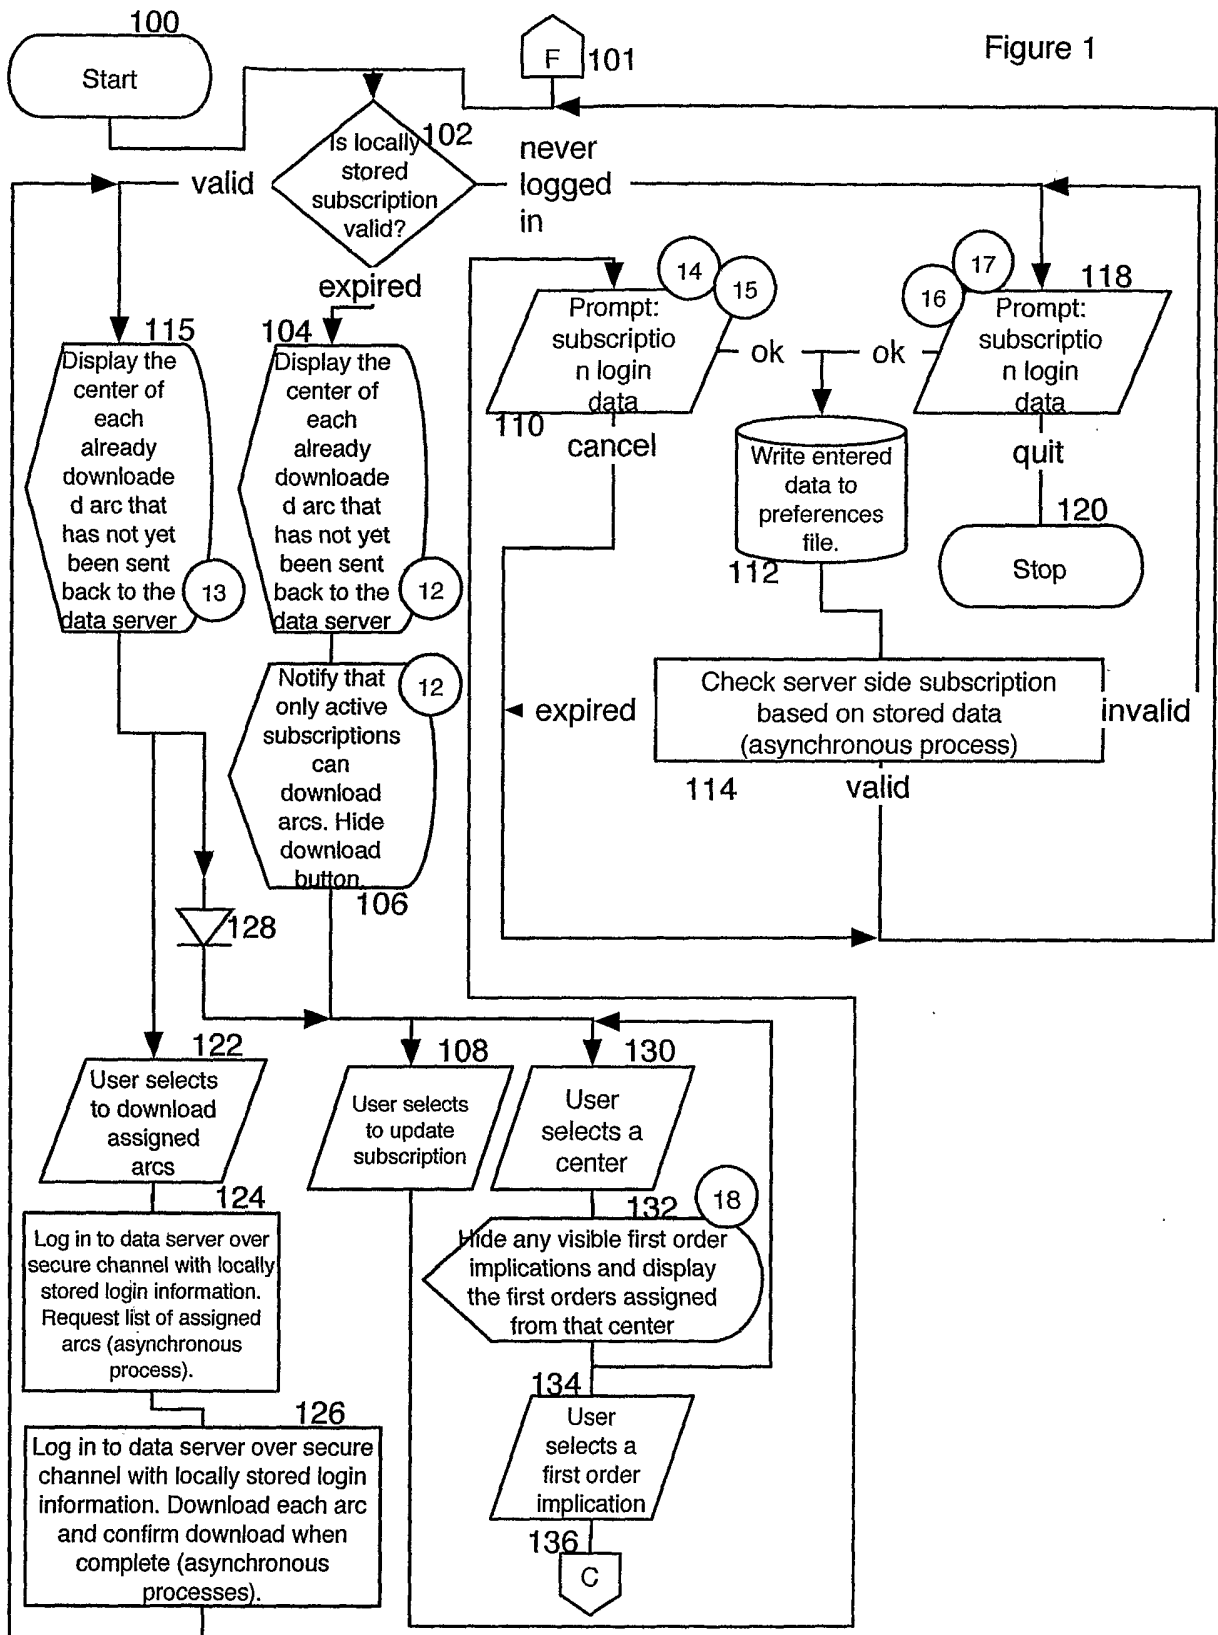 100
Start
F
101
Figure 1
Is locally
stored
subscription
valid?
102
valid
never
logged
in
expired
115
Display the
center of
each
already
downloade
d arc that
has not yet
been sent
back to the
data server
13
104
Display the
center of
each
already
downloade
d arc that
has not yet
been sent
back to the
data server
12
14
15
Prompt:
subscriptio
n login
data
110
ok
ok
cancel
17
16
118
Prompt:
subscriptio
n login
data
quit
120
Stop
Write entered
data to
preferences
file.
112
Notify that
only active
subscriptions
can
download
arcs. Hide
download
button
12
106
expired
Check server side subscription
based on stored data
(asynchronous process)
invalid
114
valid
128
122
User selects
to download
assigned
arcs
108
User selects
to update
subscription
130
User
selects a
center
124
Log in to data server over
secure channel with locally
stored login information.
Request list of assigned
arcs (asynchronous
process).
132
18
Hide any visible first order
implications and display
the first orders assigned
from that center
126
Log in to data server over secure
channel with locally stored login
information. Download each arc
and confirm download when
complete (asynchronous
processes).
134
User
selects a
first order
implication
136
C